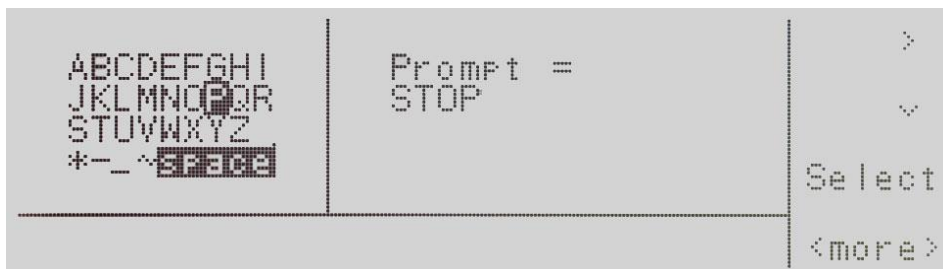 ABCDEFGHI
JKLMNOPQR
STUVWXYZ
*-_~space
Prompt =
STOP
>
⌄
Select
<more>